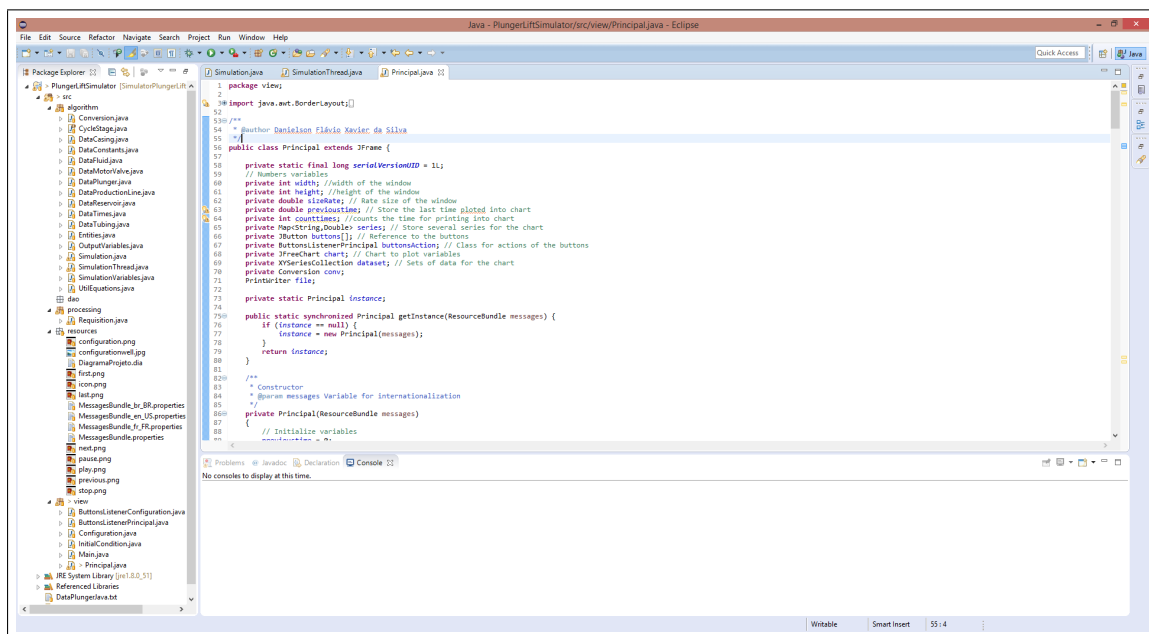 Java - PlungerLiftSimulator/src/view/Principal.java - Eclipse
File Edit Source Refactor Navigate Search Project Run Window Help
Quick Access
Java
Package Explorer
PlungerLiftSimulator [SimulatorPlungerLift
> src
algorithm
Conversion.java
CycleStage.java
DataCasing.java
DataConstants.java
DataFluid.java
DataMotorValve.java
DataPlunger.java
DataProductionLine.java
DataReservoir.java
DataTimes.java
DataTubing.java
Entities.java
OutputVariables.java
Simulation.java
SimulationThread.java
SimulationVariables.java
UtilEquations.java
dao
processing
Requisition.java
resources
configuration.png
configurationwell.jpg
DiagramaProjeto.dia
first.png
icon.png
last.png
MessagesBundle_br_BR.properties
MessagesBundle_en_US.properties
MessagesBundle_fr_FR.properties
MessagesBundle.properties
next.png
pause.png
play.png
previous.png
stop.png
> view
ButtonsListenerConfiguration.java
ButtonsListenerPrincipal.java
Configuration.java
InitialCondition.java
Main.java
> Principal.java
JRE System Library [jre1.8.0_51]
Referenced Libraries
DataPlungerJava.txt
Simulation.java SimulationThread.java Principal.java
1 package view;
2
3 import java.awt.BorderLayout;
52
53 /**
54 * @author Danielson Flávio Xavier da Silva
55 */
56 public class Principal extends JFrame {
57
58 private static final long serialVersionUID = 1L;
59 // Numbers variables
60 private int width; //width of the window
61 private int height; //height of the window
62 private double sizeRate; // Rate size of the window
63 private double previoustime; // Store the last time ploted into chart
64 private int counttimes; //counts the time for printing into chart
65 private Map<String,Double> series; // Store several series for the chart
66 private JButton buttons[]; // Reference to the buttons
67 private ButtonsListenerPrincipal buttonsAction; // Class for actions of the buttons
68 private JFreeChart chart; // Chart to plot variables
69 private XYSeriesCollection dataset; // Sets of data for the chart
70 private Conversion conv;
71 PrintWriter file;
72
73 private static Principal instance;
74
75 public static synchronized Principal getInstance(ResourceBundle messages) {
76 if (instance == null) {
77 instance = new Principal(messages);
78 }
79 return instance;
80 }
81
82 /**
83 * Constructor
84 * @param messages Variable for internationalization
85 */
86 private Principal(ResourceBundle messages)
87 {
88 // Initialize variables
89 previoustime = 0;
Problems @ Javadoc Declaration Console
No consoles to display at this time.
Writable Smart Insert 55 : 4